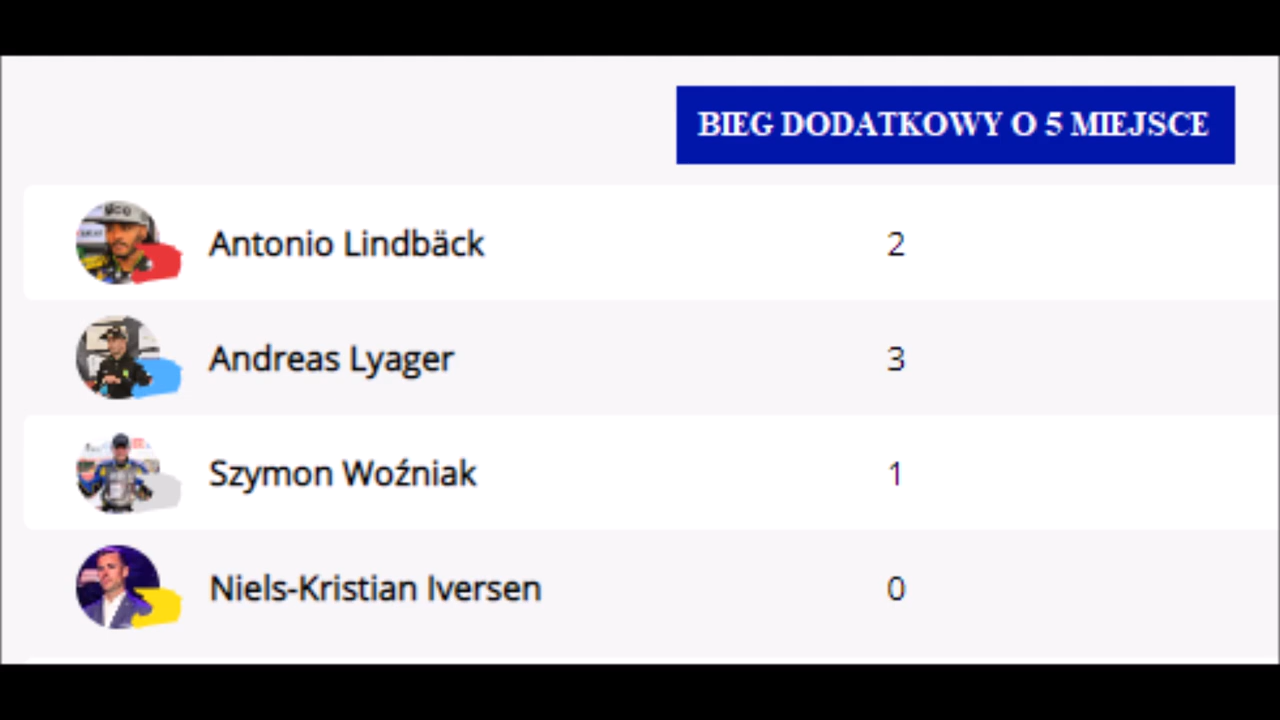 BIEG DODATKOWY O 5 MIEJSCE
Antonio Lindbäck 2
Andreas Lyager 3
Szymon Woźniak 1
Niels-Kristian Iversen 0